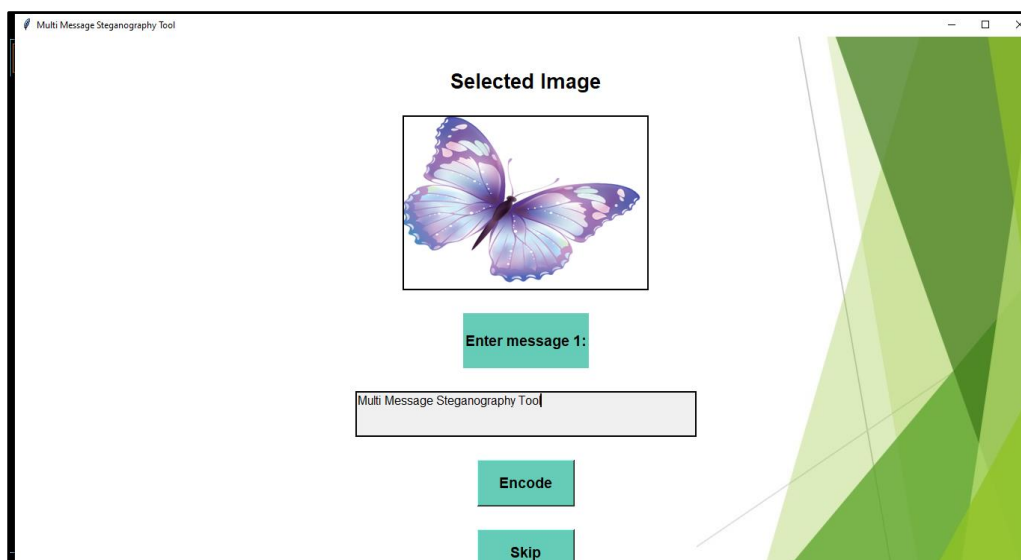 Multi Message Steganography Tool
Selected Image
Enter message 1:
Multi Message Steganography Tool
Encode
Skip